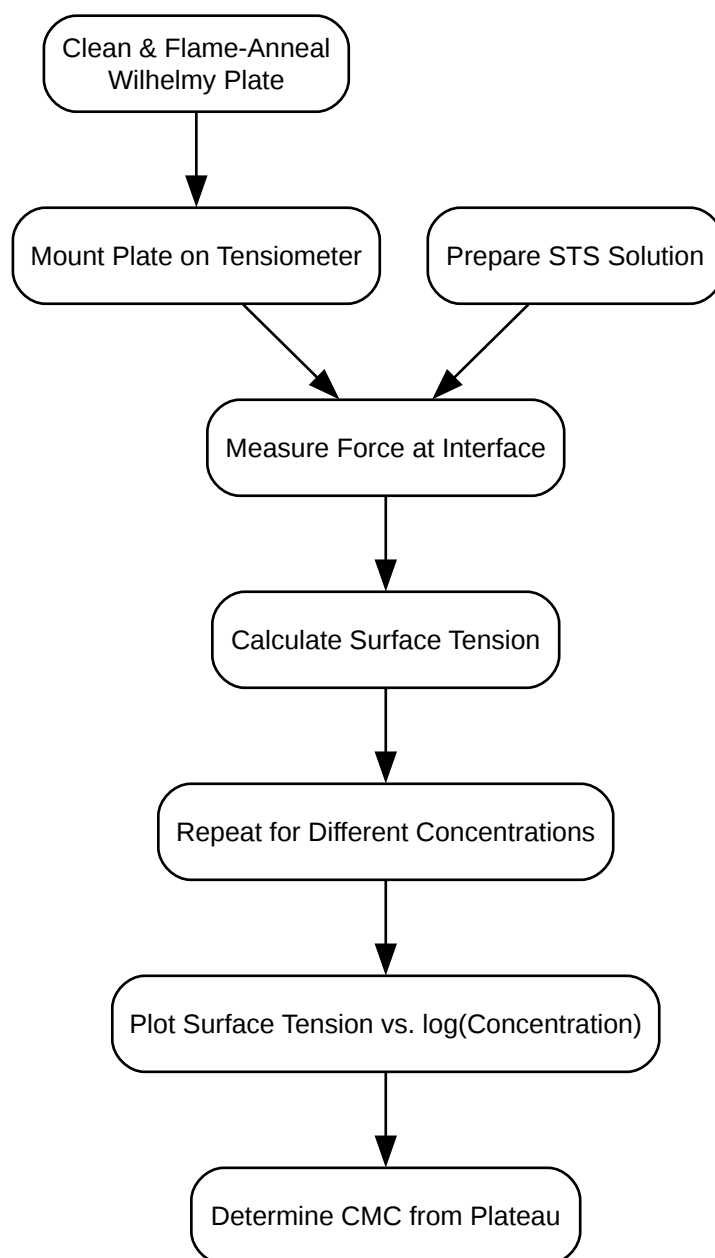 Clean & Flame-Anneal
Wilhelmy Plate
Mount Plate on Tensiometer
Prepare STS Solution
Measure Force at Interface
Calculate Surface Tension
Repeat for Different Concentrations
Plot Surface Tension vs. log(Concentration)
Determine CMC from Plateau